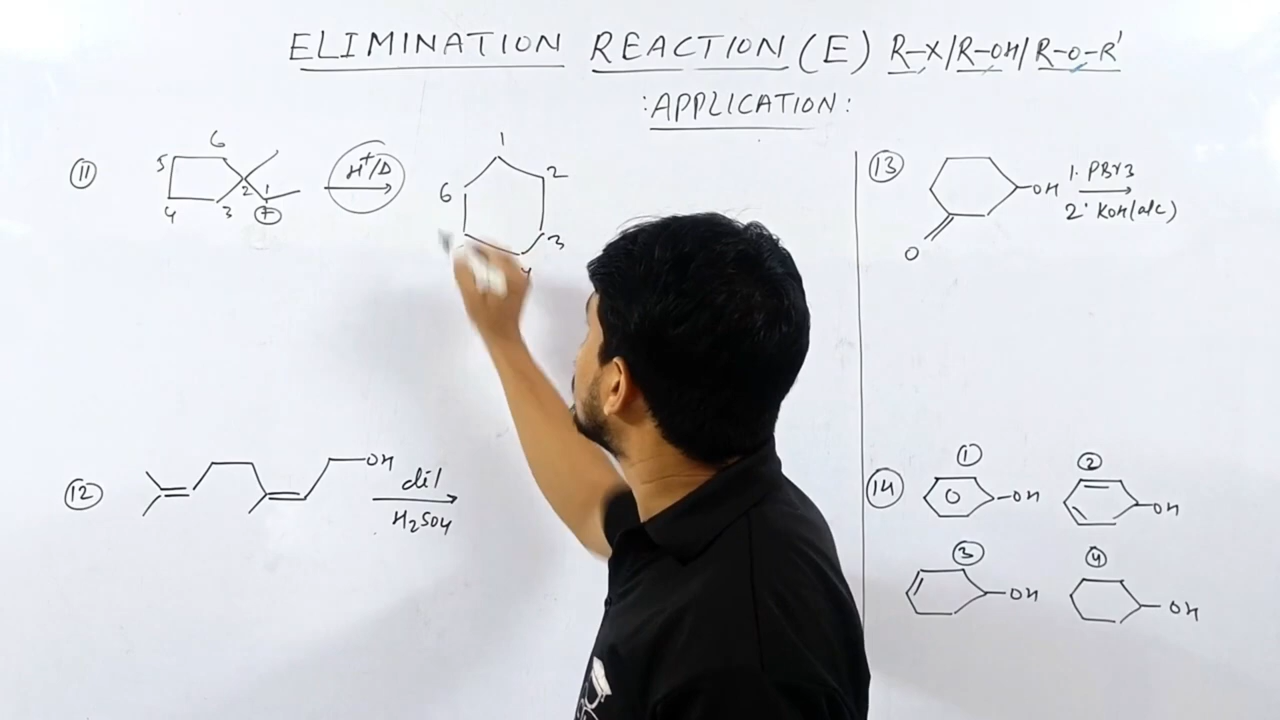 ELIMINATION REACTION (E) R-X/R-OH/R-O-R'
:APPLICATION:
11
5 6 4 3 2 1 +
H⁺/Δ
1 2 3 4 6
12
OH
dil
H₂SO₄
13
OH
O
1. PBr3
2. KOH(alc)
14
1 OH
2 OH
3 OH
4 OH